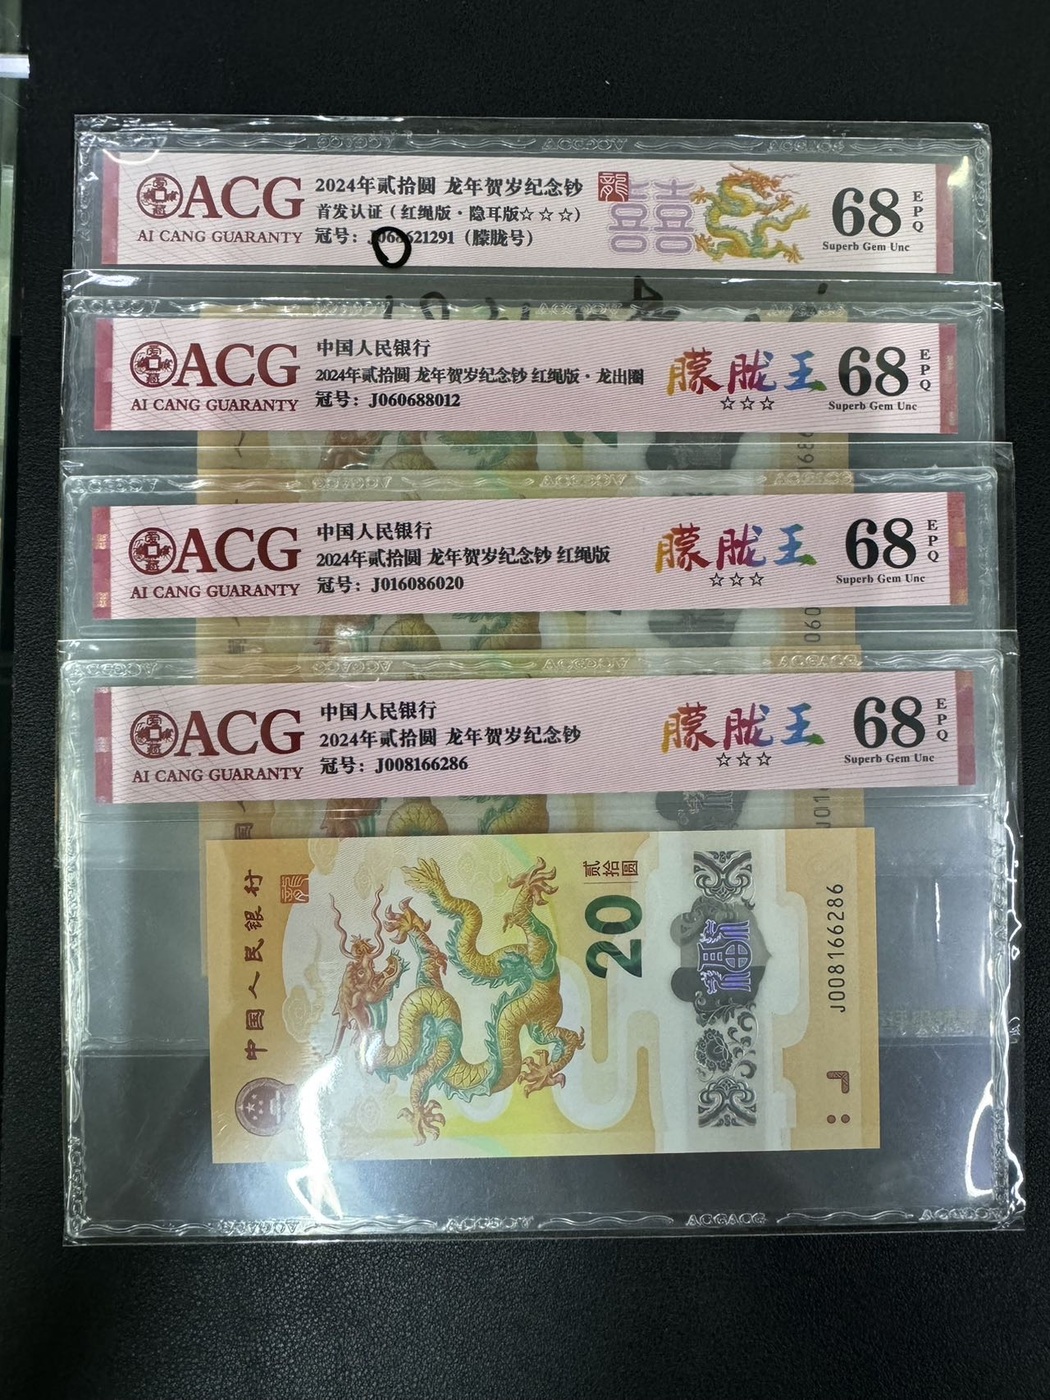 ACG
AI CANG GUARANTY
2024年贰拾圆 龙年贺岁纪念钞
首发认证（红绳版·隐耳版☆☆☆）
冠号：J068621291（朦胧号）
龍
囍
68
EPQ
Superb Gem Unc
ACG
AI CANG GUARANTY
中国人民银行
2024年贰拾圆 龙年贺岁纪念钞 红绳版·龙出圈
冠号：J060688012
朦胧王
☆☆☆
68
EPQ
Superb Gem Unc
ACG
AI CANG GUARANTY
中国人民银行
2024年贰拾圆 龙年贺岁纪念钞 红绳版
冠号：J016086020
朦胧王
☆☆☆
68
EPQ
Superb Gem Unc
ACG
AI CANG GUARANTY
中国人民银行
2024年贰拾圆 龙年贺岁纪念钞
冠号：J008166286
朦胧王
☆☆☆
68
EPQ
Superb Gem Unc
中国人民银行
贰拾圆
20
福
J008166286